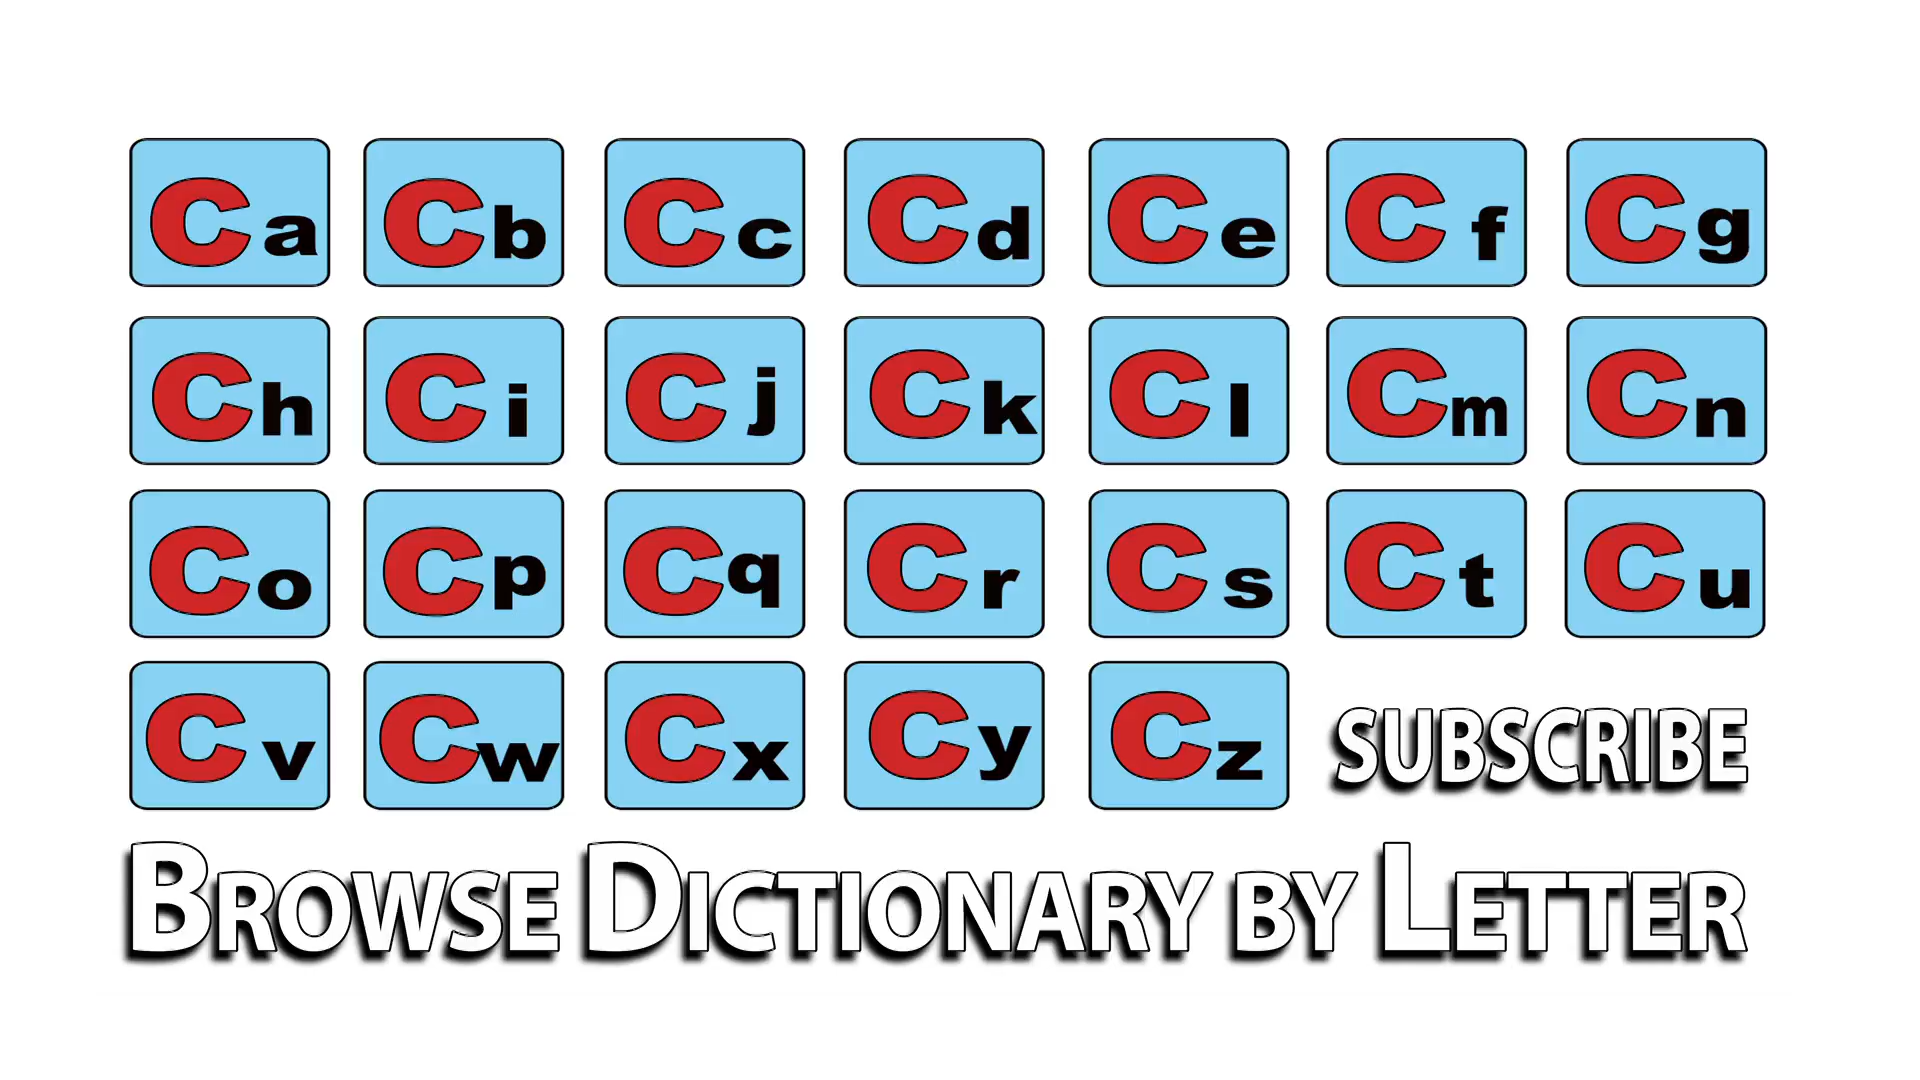 Ca Cb Cc Cd Ce Cf Cg
Ch Ci Cj Ck Cl Cm Cn
Co Cp Cq Cr Cs Ct Cu
Cv Cw Cx Cy Cz SUBSCRIBE
BROWSE DICTIONARY BY LETTER